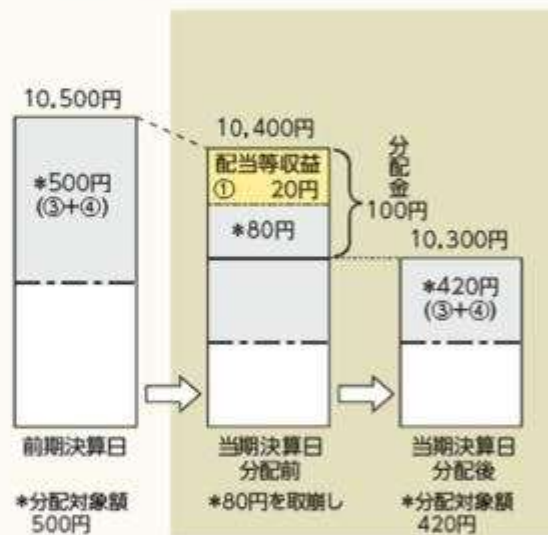 10,500円
*500円
(③+④)
前期決算日
*分配対象額
500円
10,400円
配当等収益
① 20円
*80円
分配金
100円
当期決算日
分配前
*80円を取崩し
10,300円
*420円
(③+④)
当期決算日
分配後
*分配対象額
420円